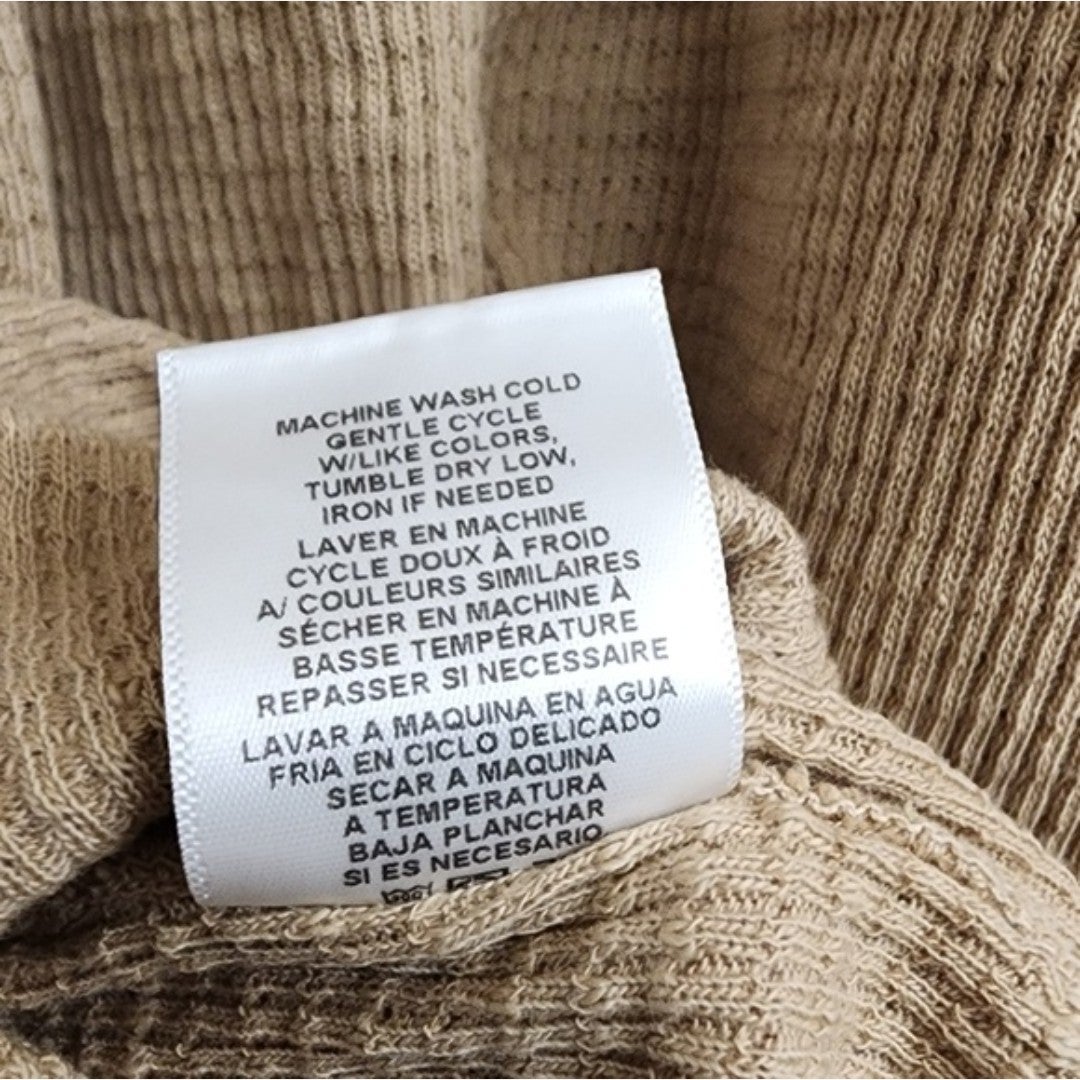 MACHINE WASH COLD
GENTLE CYCLE
W/LIKE COLORS,
TUMBLE DRY LOW,
IRON IF NEEDED
LAVER EN MACHINE
CYCLE DOUX À FROID
A/ COULEURS SIMILAIRES
SÉCHER EN MACHINE À
BASSE TEMPÉRATURE
REPASSER SI NECESSAIRE
LAVAR A MAQUINA EN AGUA
FRIA EN CICLO DELICADO
SECAR A MAQUINA
A TEMPERATURA
BAJA PLANCHAR
SI ES NECESARIO